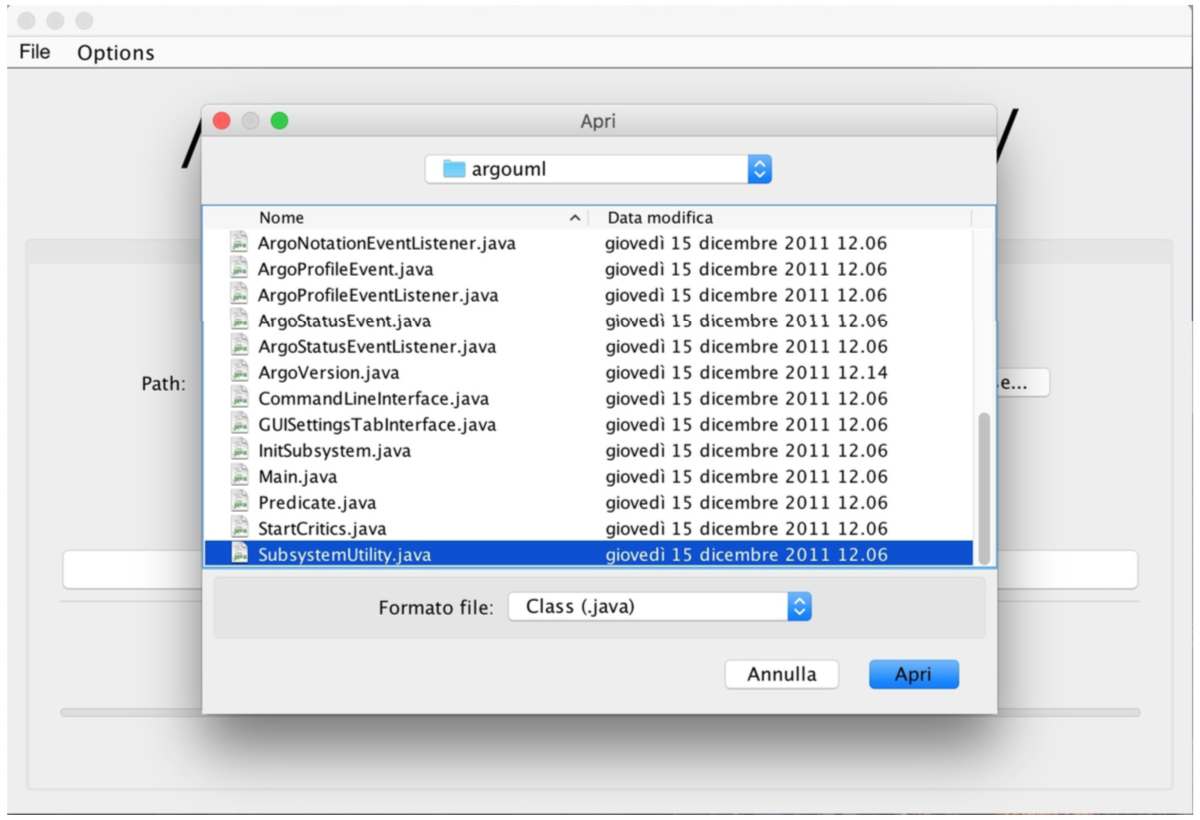 File Options
Apri
argouml
Nome Data modifica
ArgoNotationEventListener.java giovedì 15 dicembre 2011 12.06
ArgoProfileEvent.java giovedì 15 dicembre 2011 12.06
ArgoProfileEventListener.java giovedì 15 dicembre 2011 12.06
ArgoStatusEvent.java giovedì 15 dicembre 2011 12.06
ArgoStatusEventListener.java giovedì 15 dicembre 2011 12.06
ArgoVersion.java giovedì 15 dicembre 2011 12.14
CommandLineInterface.java giovedì 15 dicembre 2011 12.06
GUISettingsTabInterface.java giovedì 15 dicembre 2011 12.06
InitSubsystem.java giovedì 15 dicembre 2011 12.06
Main.java giovedì 15 dicembre 2011 12.06
Predicate.java giovedì 15 dicembre 2011 12.06
StartCritics.java giovedì 15 dicembre 2011 12.06
SubsystemUtility.java giovedì 15 dicembre 2011 12.06
Path: e...
Formato file: Class (.java)
Annulla Apri